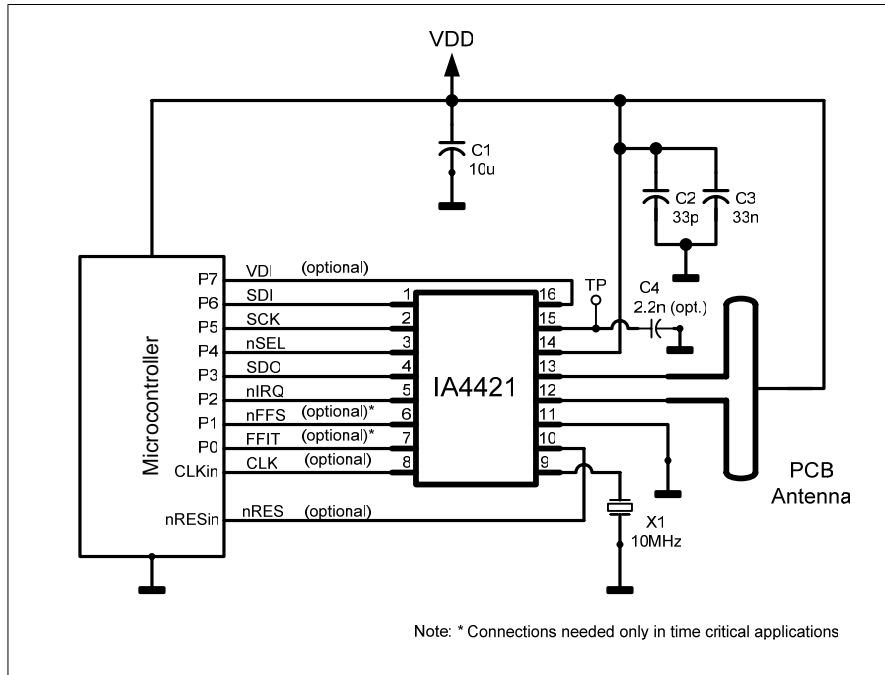 VDD
C1
10u
C2
33p
C3
33n
Microcontroller
P7 VDI (optional)
P6 SDI 1
P5 SCK 2
P4 nSEL 3
P3 SDO 4
P2 nIRQ 5
P1 nFFS (optional)* 6
P0 FFIT (optional)* 7
CLKin CLK (optional) 8
nRESin nRES (optional)
IA4421
16
15
14
13
12
11
10
9
TP
C4
2.2n (opt.)
X1
10MHz
PCB
Antenna
Note: * Connections needed only in time critical applications